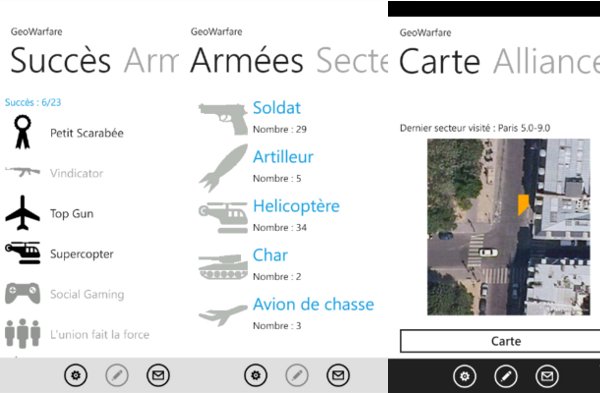 GeoWarfare
Succès Arm
Succès : 6/23
Petit Scarabée
Vindicator
Top Gun
Supercopter
Social Gaming
L'union fait la force
GeoWarfare
Armées Secte
Soldat
Nombre : 29
Artilleur
Nombre : 5
Helicoptère
Nombre : 34
Char
Nombre : 2
Avion de chasse
Nombre : 3
GeoWarfare
Carte Alliance
Dernier secteur visité : Paris 5.0-9.0
Carte